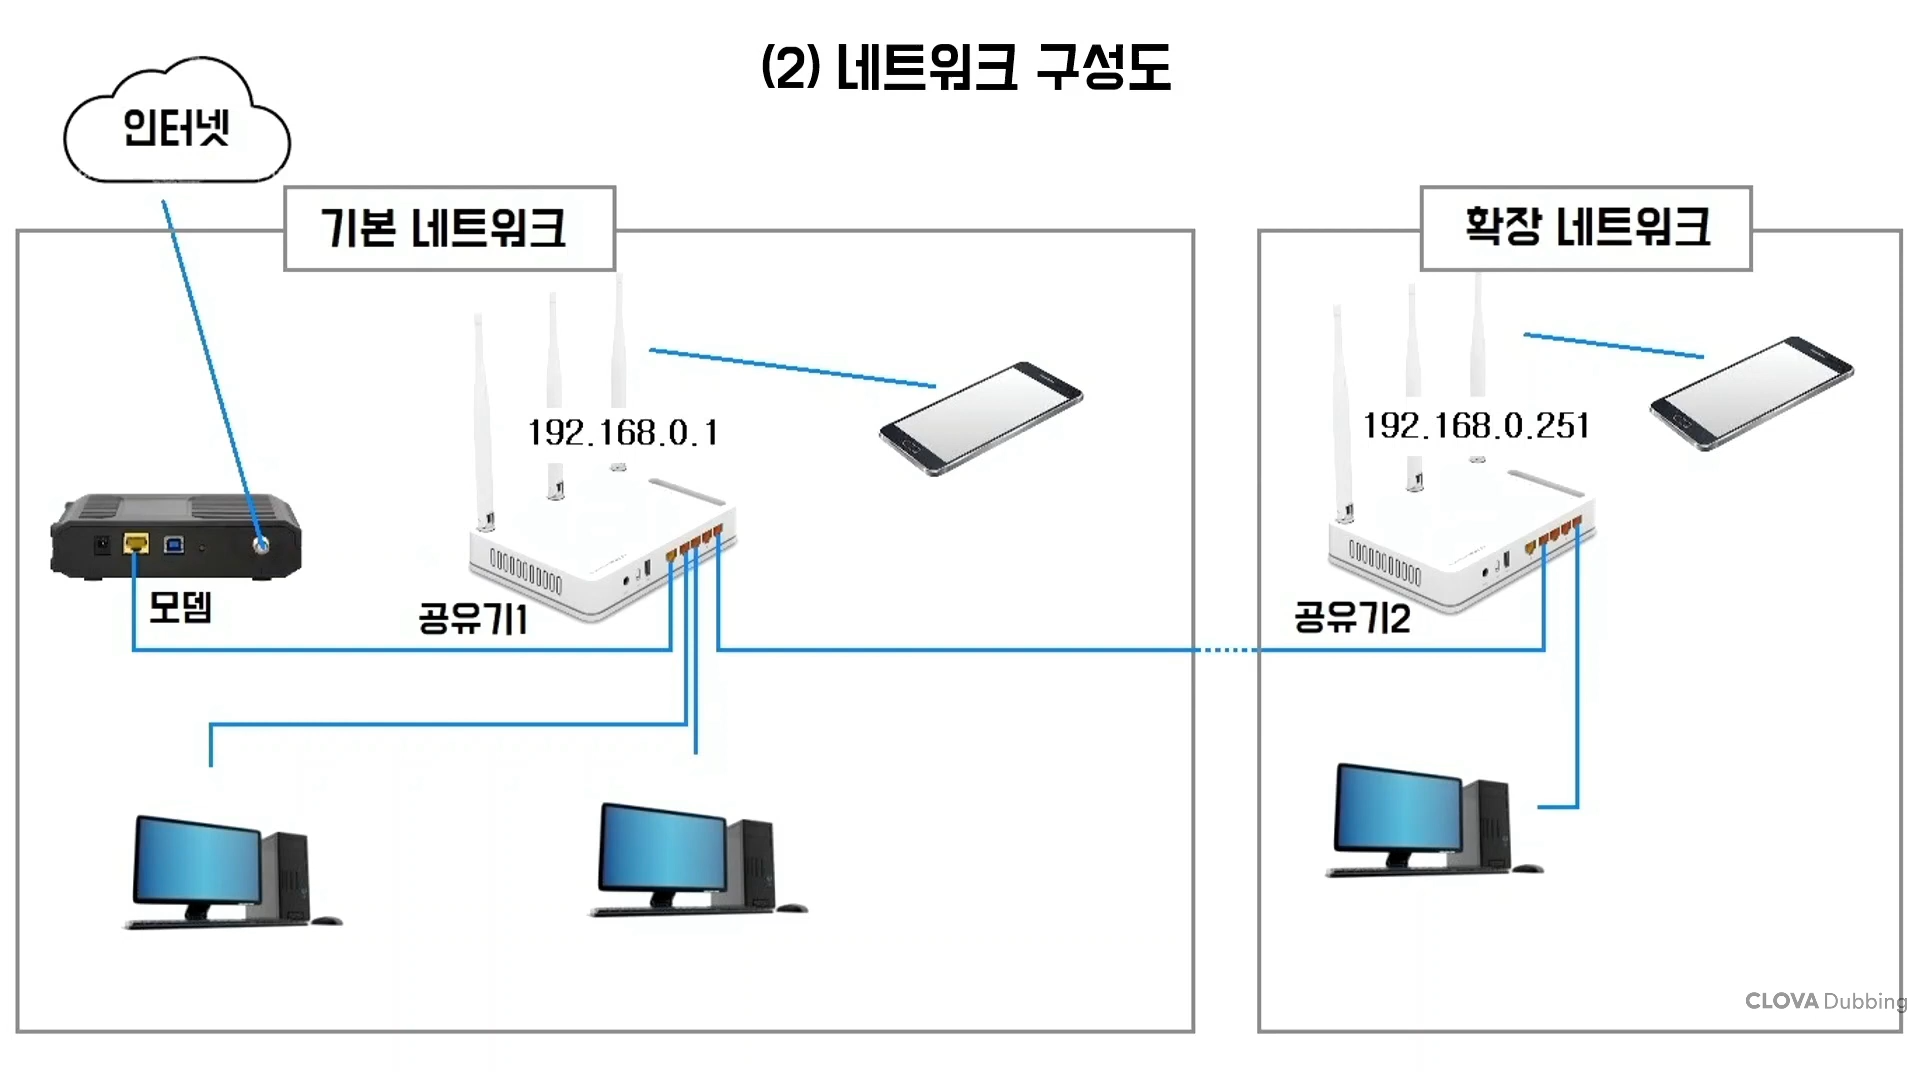 (2) 네트워크 구성도
인터넷
기본 네트워크
확장 네트워크
192.168.0.1
192.168.0.251
모뎀
공유기1
공유기2
CLOVA Dubbing